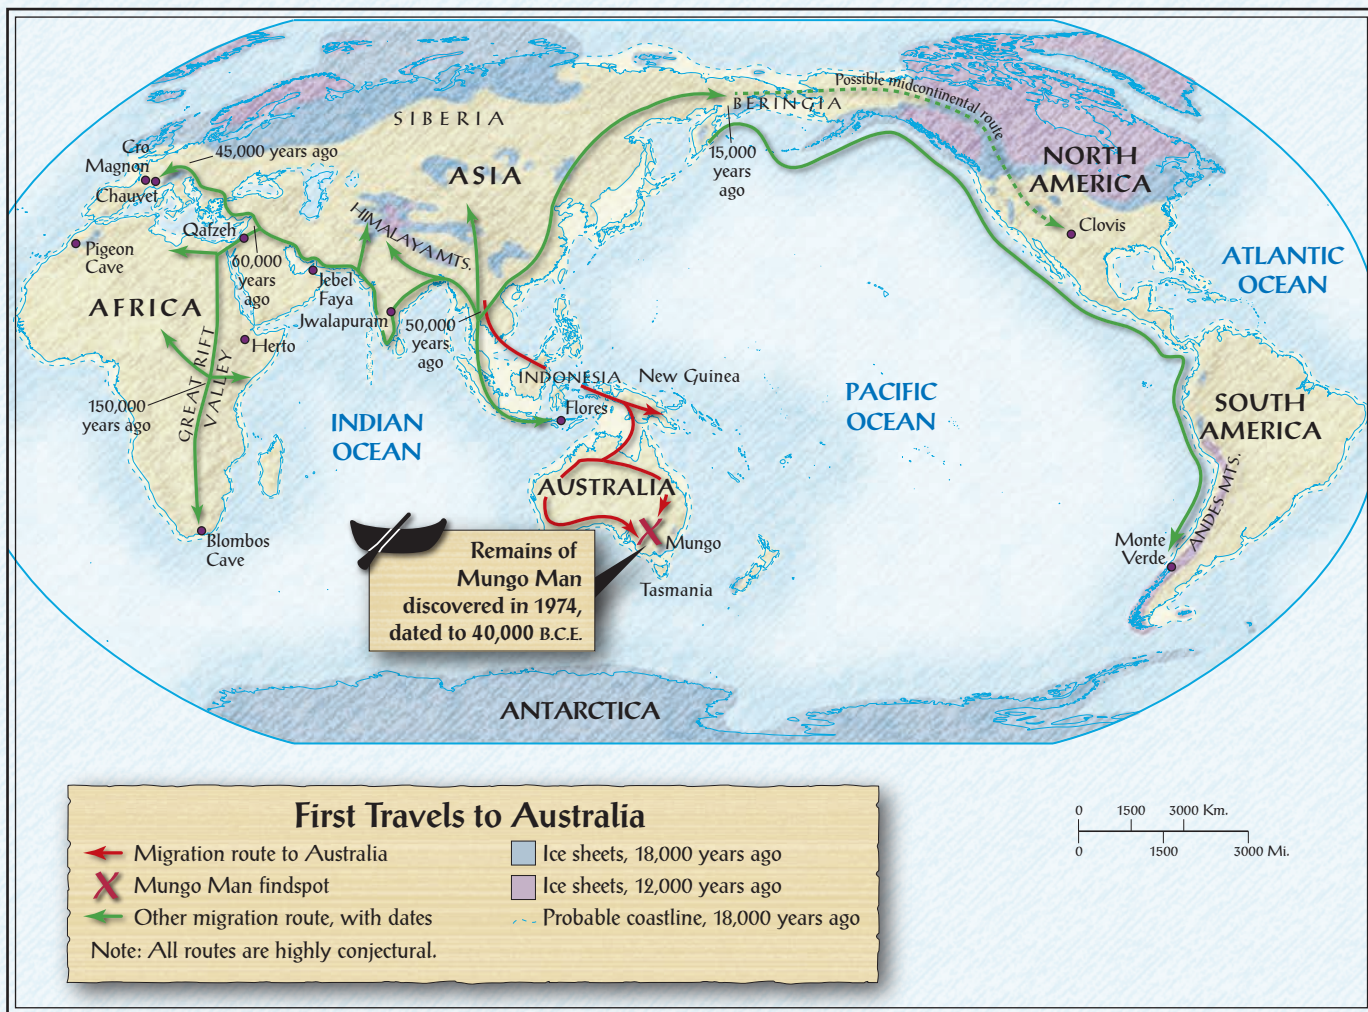 Possible midcontinental route
BERINGIA
SIBERIA
Cro
Magnon
45,000 years ago
Chauvet
ASIA
15,000
years
ago
NORTH
AMERICA
HIMALAYA MTS.
Qafzeh
Clovis
Pigeon
Cave
60,000
years
ago
Jebel
Faya
ATLANTIC
OCEAN
AFRICA
Jwalapuram
50,000
years
ago
Herto
GREAT RIFT
VALLEY
INDONESIA
New Guinea
150,000
years ago
Flores
INDIAN
OCEAN
PACIFIC
OCEAN
SOUTH
AMERICA
AUSTRALIA
ANDES MTS.
Blombos
Cave
Mungo
Monte
Verde
Remains of
Mungo Man
discovered in 1974,
dated to 40,000 B.C.E.
Tasmania
ANTARCTICA
First Travels to Australia
Migration route to Australia
Mungo Man findspot
Other migration route, with dates
Note: All routes are highly conjectural.
Ice sheets, 18,000 years ago
Ice sheets, 12,000 years ago
Probable coastline, 18,000 years ago
0 1500 3000 Km.
0 1500 3000 Mi.